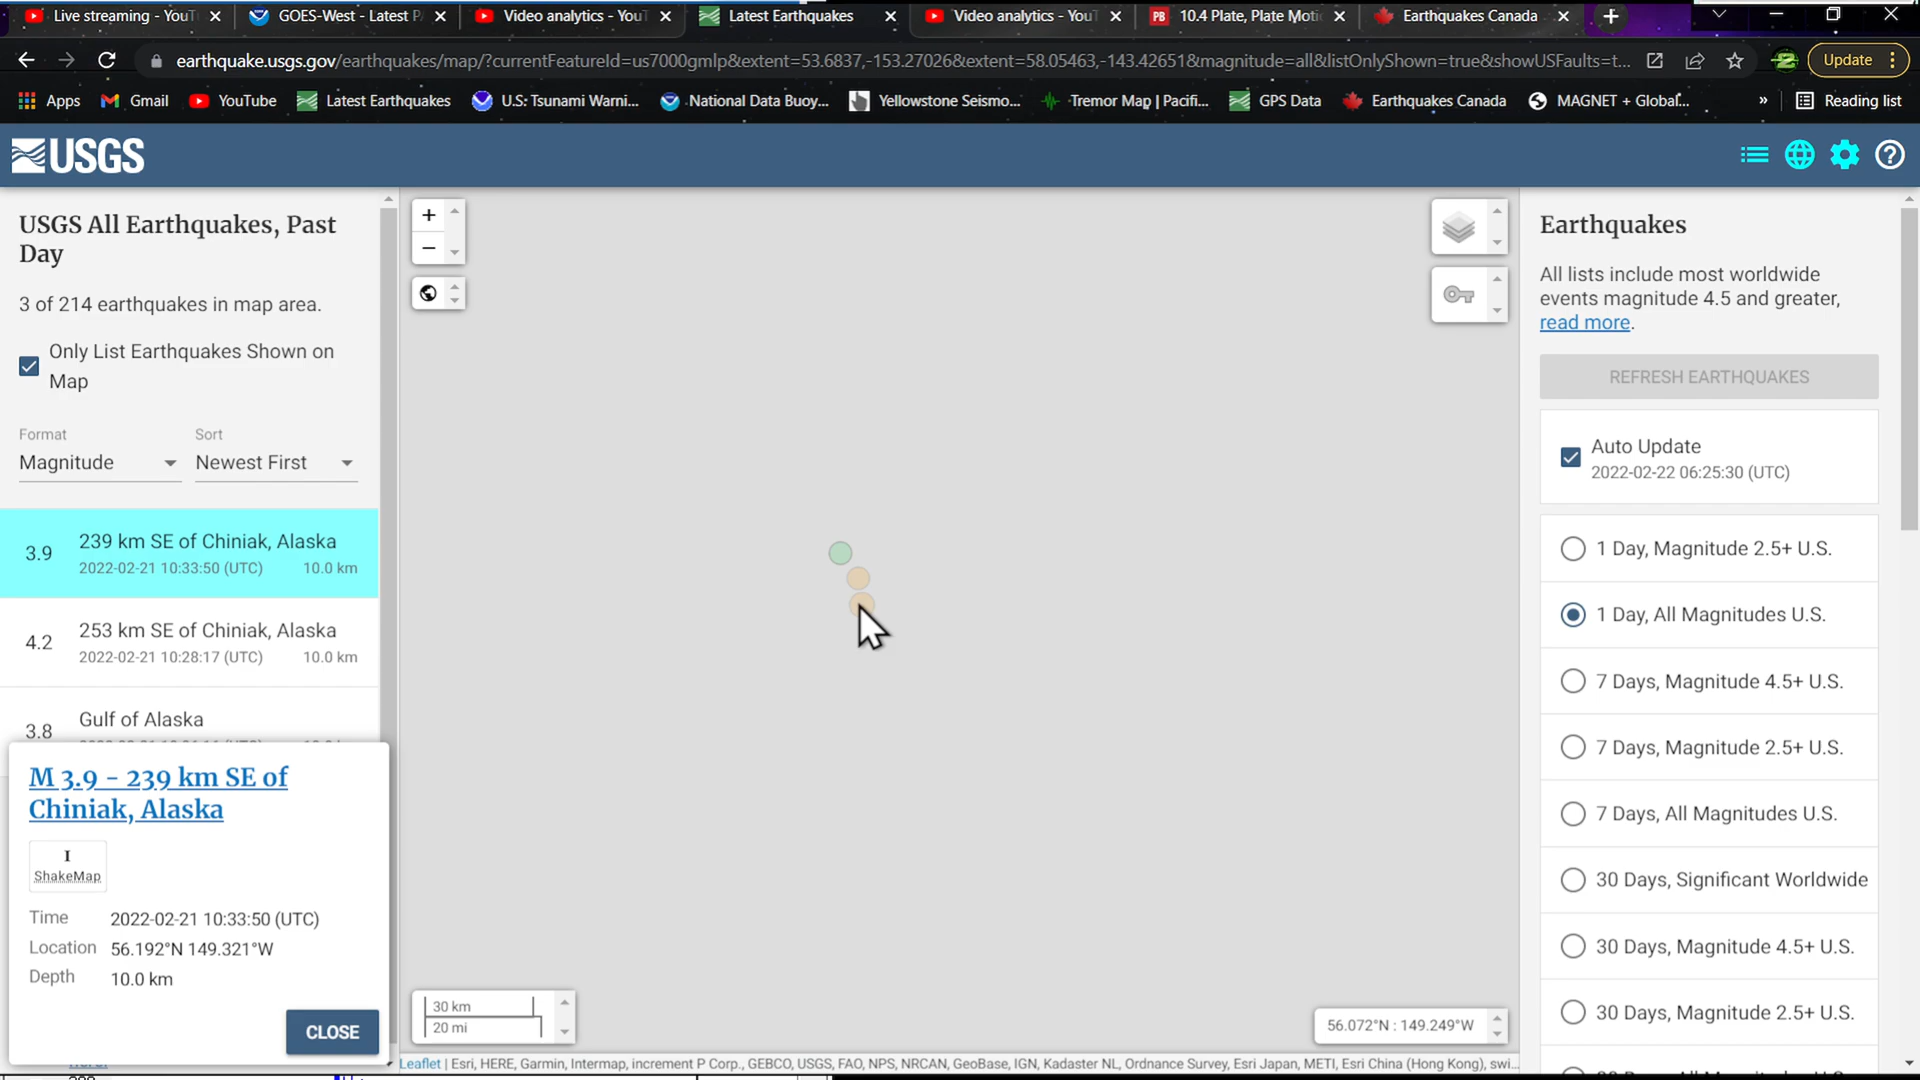 Live streaming - YouT
GOES-West - Latest P
Video analytics - YouT
Latest Earthquakes
Video analytics - YouT
PB 10.4 Plate, Plate Motio
Earthquakes Canada
earthquake.usgs.gov/earthquakes/map/?currentFeatureId=us7000gmlp&extent=53.6837,-153.27026&extent=58.05463,-143.42651&magnitude=all&listOnlyShown=true&showUSFaults=t...
Update
Apps
Gmail
YouTube
Latest Earthquakes
U.S. Tsunami Warni...
National Data Buoy...
Yellowstone Seismo...
Tremor Map | Pacifi...
GPS Data
Earthquakes Canada
MAGNET + Global...
»
Reading list
USGS
USGS All Earthquakes, Past
Day
3 of 214 earthquakes in map area.
Only List Earthquakes Shown on
Map
Format
Magnitude
Sort
Newest First
3.9
239 km SE of Chiniak, Alaska
2022-02-21 10:33:50 (UTC) 10.0 km
4.2
253 km SE of Chiniak, Alaska
2022-02-21 10:28:17 (UTC) 10.0 km
3.8
Gulf of Alaska
M 3.9 - 239 km SE of
Chiniak, Alaska
I
ShakeMap
Time 2022-02-21 10:33:50 (UTC)
Location 56.192°N 149.321°W
Depth 10.0 km
CLOSE
+
−
30 km
20 mi
56.072°N : 149.249°W
Leaflet | Esri, HERE, Garmin, Intermap, increment P Corp., GEBCO, USGS, FAO, NPS, NRCAN, GeoBase, IGN, Kadaster NL, Ordnance Survey, Esri Japan, METI, Esri China (Hong Kong), swi...
Earthquakes
All lists include most worldwide
events magnitude 4.5 and greater,
read more.
REFRESH EARTHQUAKES
Auto Update
2022-02-22 06:25:30 (UTC)
1 Day, Magnitude 2.5+ U.S.
1 Day, All Magnitudes U.S.
7 Days, Magnitude 4.5+ U.S.
7 Days, Magnitude 2.5+ U.S.
7 Days, All Magnitudes U.S.
30 Days, Significant Worldwide
30 Days, Magnitude 4.5+ U.S.
30 Days, Magnitude 2.5+ U.S.